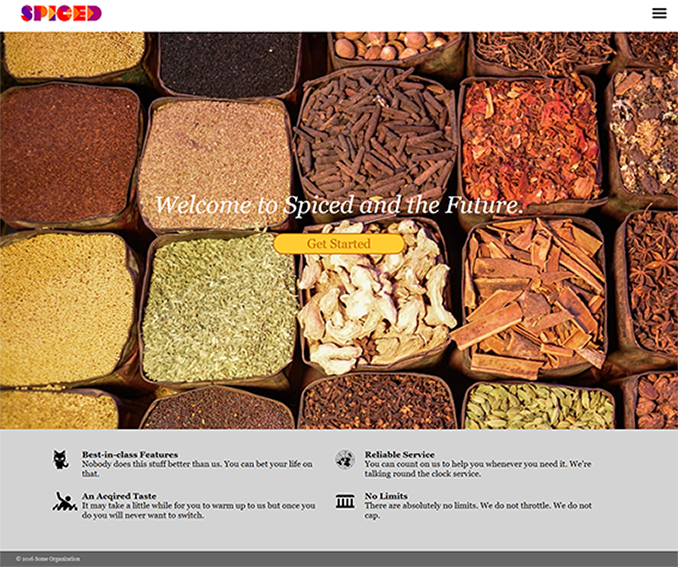 SPICED
Welcome to Spiced and the Future.
Get Started
Best-in-class Features
Nobody does this stuff better than us. You can bet your life on
that.
Reliable Service
You can count on us to help you whenever you need it. We're
talking round the clock service.
An Acqired Taste
It may take a little while for you to warm up to us but once you
do you will never want to switch.
No Limits
There are absolutely no limits. We do not throttle. We do not
cap.
© 2016 Some Organization